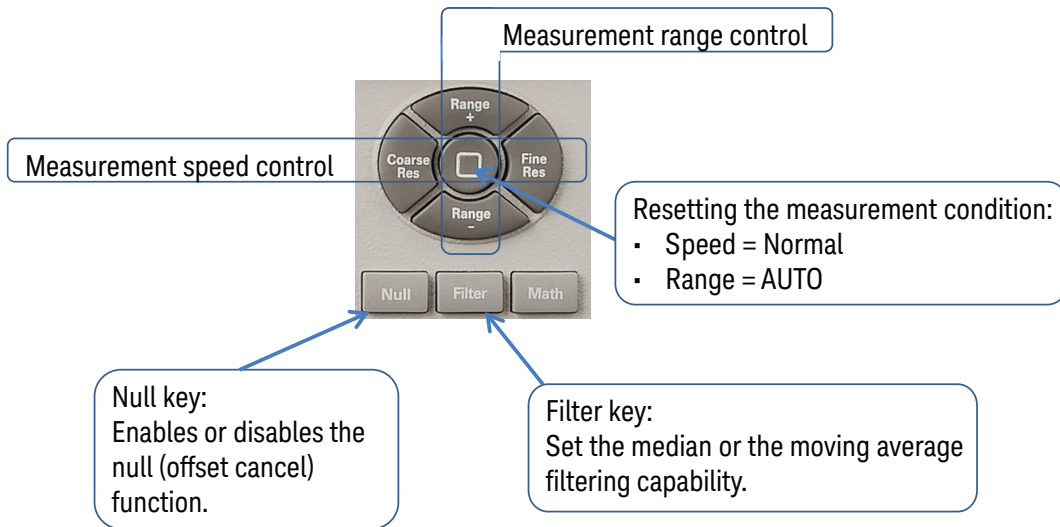 Measurement range control
Range
+
Measurement speed control
Coarse
Res
Fine
Res
Range
–
Resetting the measurement condition:
▪ Speed = Normal
▪ Range = AUTO
Null
Filter
Math
Null key:
Enables or disables the
null (offset cancel)
function.
Filter key:
Set the median or the moving average
filtering capability.